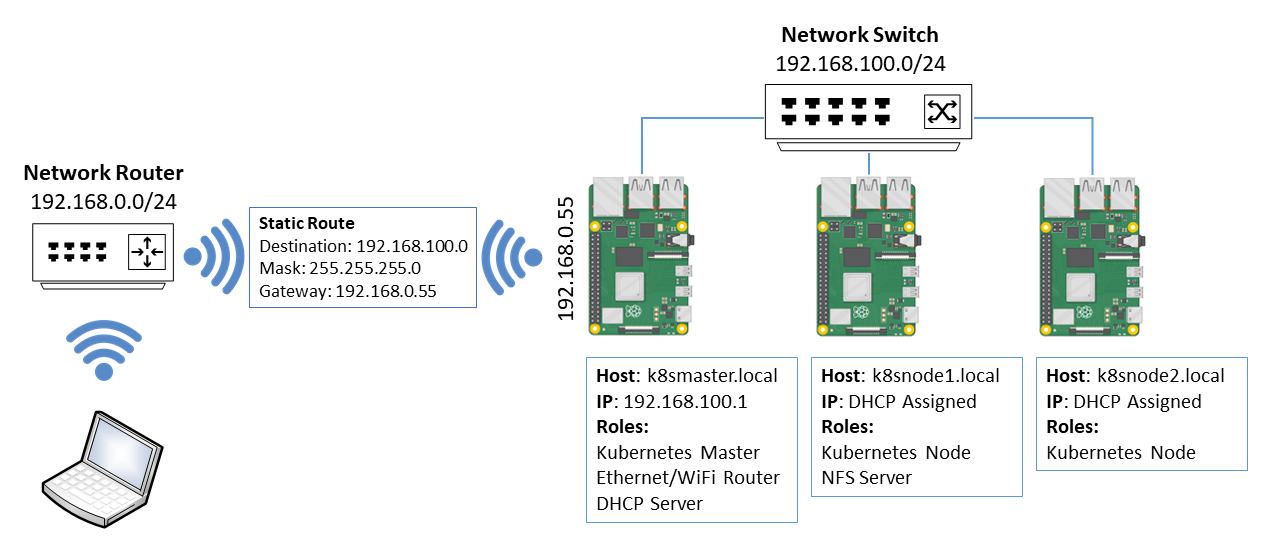 Network Switch
192.168.100.0/24
Network Router
192.168.0.0/24
Static Route
Destination: 192.168.100.0
Mask: 255.255.255.0
Gateway: 192.168.0.55
192.168.0.55
Host: k8smaster.local
IP: 192.168.100.1
Roles:
Kubernetes Master
Ethernet/WiFi Router
DHCP Server
Host: k8snode1.local
IP: DHCP Assigned
Roles:
Kubernetes Node
NFS Server
Host: k8snode2.local
IP: DHCP Assigned
Roles:
Kubernetes Node